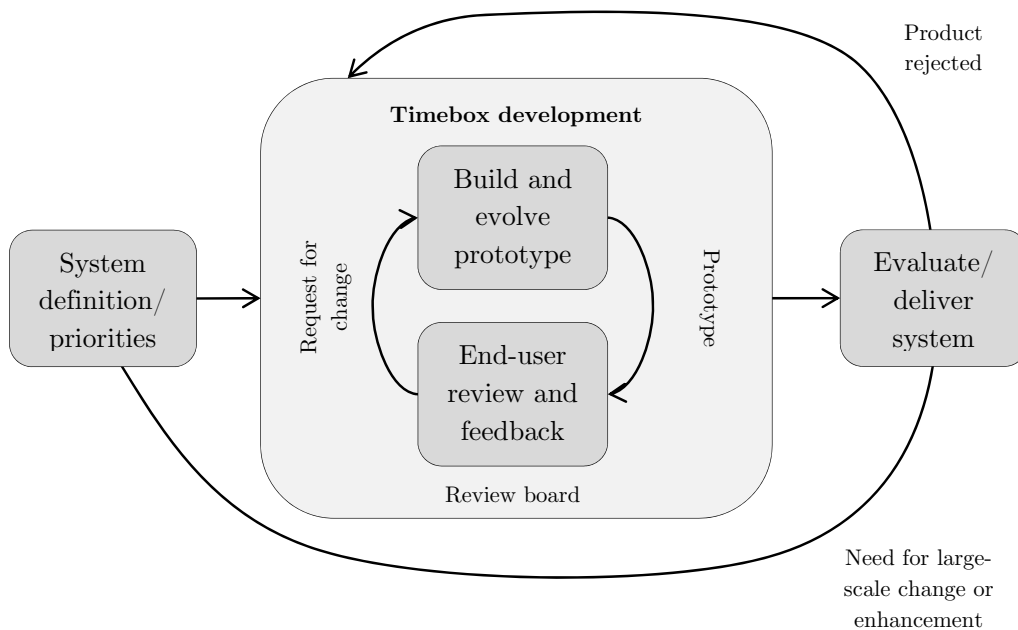 Product
rejected
Timebox development
Build and
evolve
prototype
System
definition/
priorities
Request for
change
Prototype
Evaluate/
deliver
system
End-user
review and
feedback
Review board
Need for large-
scale change or
enhancement